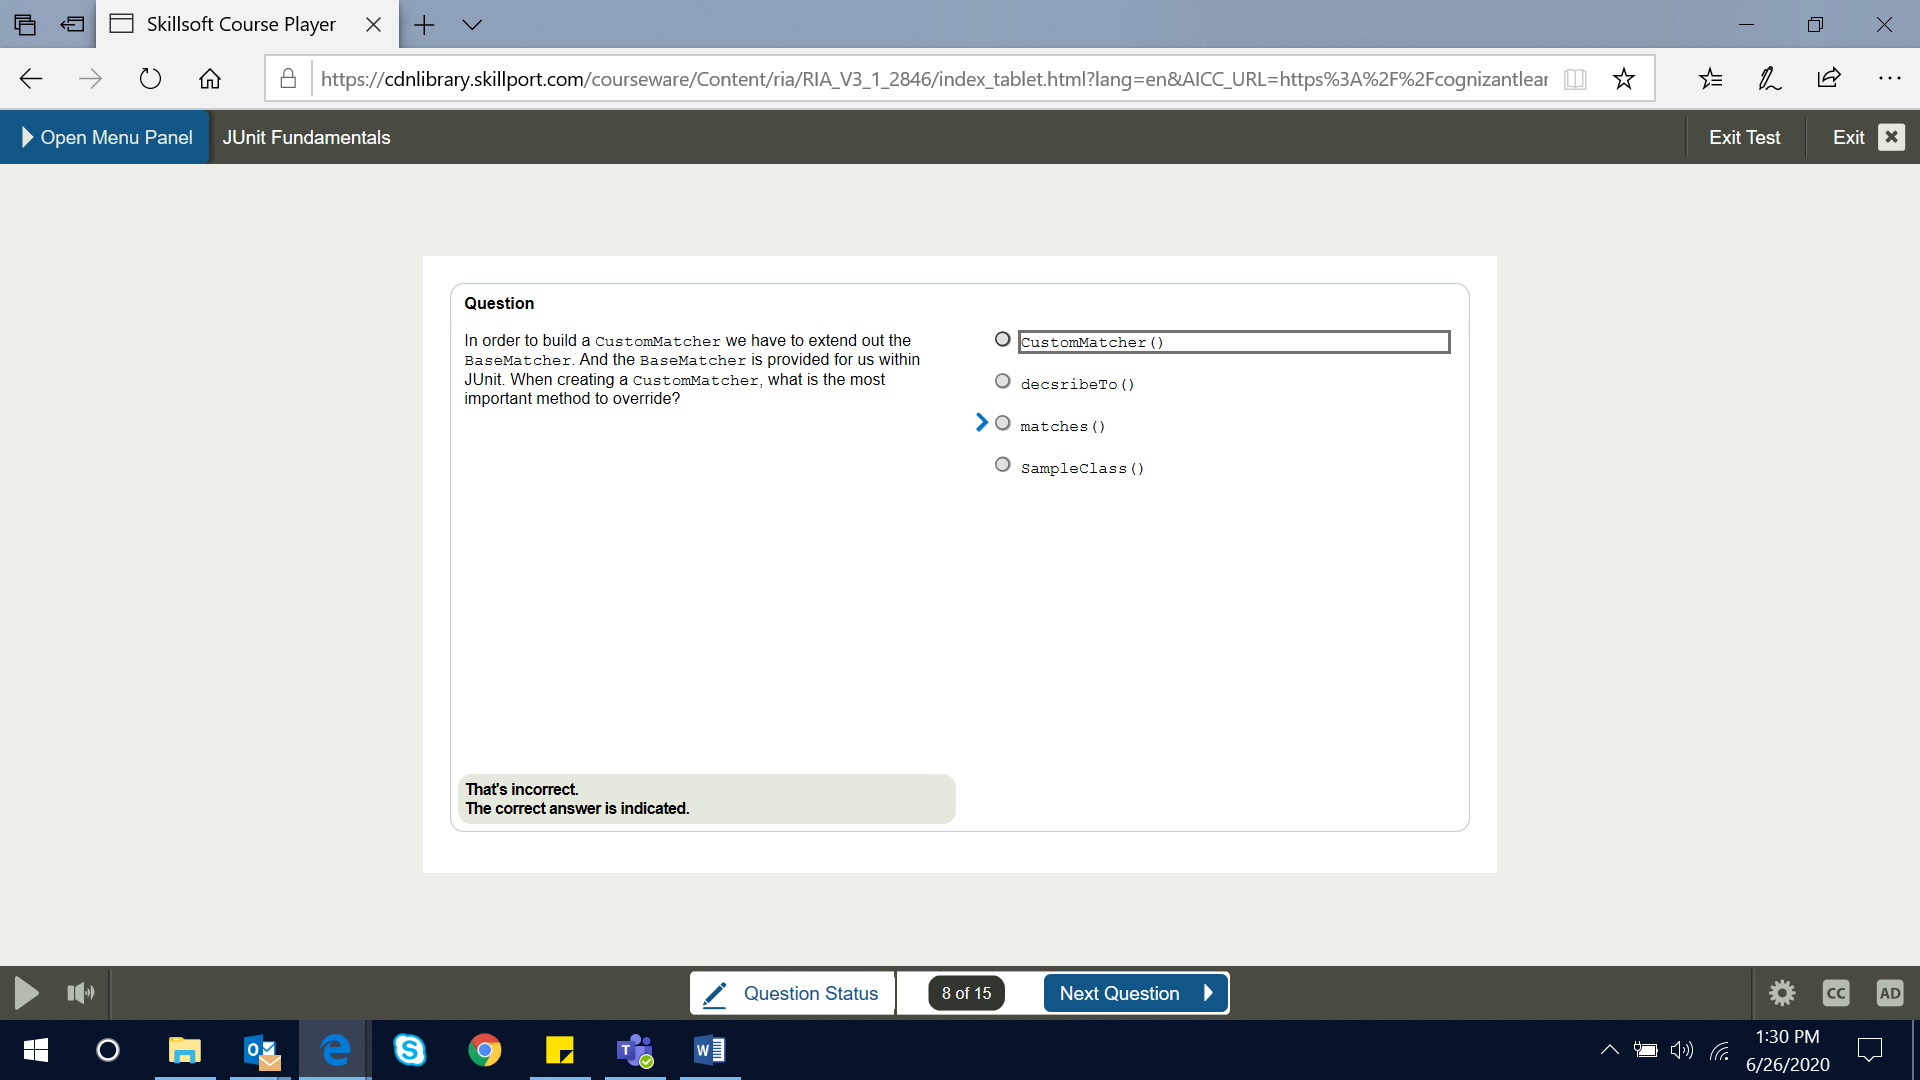 Skillsoft Course Player
https://cdnlibrary.skillport.com/courseware/Content/ria/RIA_V3_1_2846/index_tablet.html?lang=en&AICC_URL=https%3A%2F%2Fcognizantlear
Open Menu Panel
JUnit Fundamentals
Exit Test
Exit
Question
In order to build a CustomMatcher we have to extend out the
BaseMatcher. And the BaseMatcher is provided for us within
JUnit. When creating a CustomMatcher, what is the most
important method to override?
CustomMatcher()
decsribeTo()
matches()
SampleClass()
That's incorrect.
The correct answer is indicated.
Question Status
8 of 15
Next Question
CC
AD
1:30 PM
6/26/2020